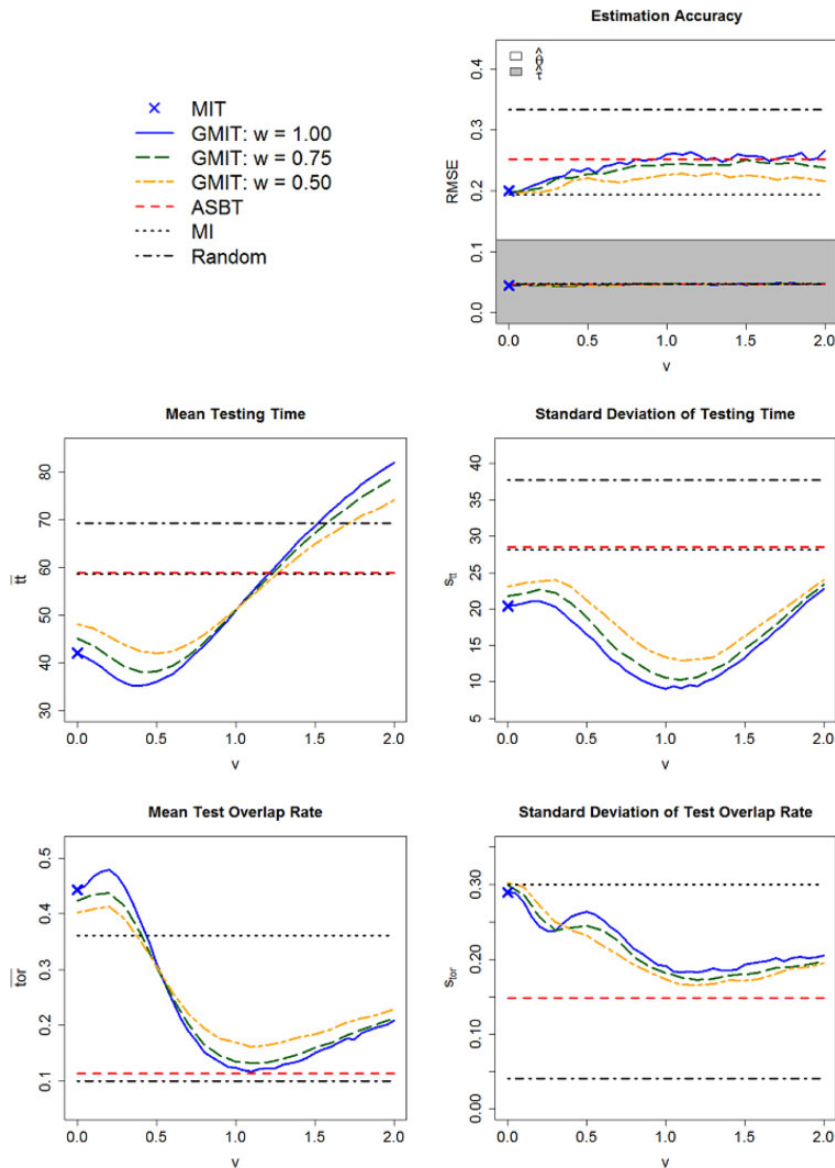 Estimation Accuracy
MIT
GMIT: w = 1.00
GMIT: w = 0.75
GMIT: w = 0.50
ASBT
MI
Random
θ̂
τ̂
RMSE
0.4
0.3
0.2
0.1
0.0
0.0 0.5 1.0 1.5 2.0
v
Mean Testing Time
t̅t̅
80
70
60
50
40
30
0.0 0.5 1.0 1.5 2.0
v
Standard Deviation of Testing Time
s_tt
40
35
30
25
20
15
10
5
0.0 0.5 1.0 1.5 2.0
v
Mean Test Overlap Rate
t̅o̅r̅
0.5
0.4
0.3
0.2
0.1
0.0 0.5 1.0 1.5 2.0
v
Standard Deviation of Test Overlap Rate
s_tor
0.30
0.20
0.10
0.00
0.0 0.5 1.0 1.5 2.0
v